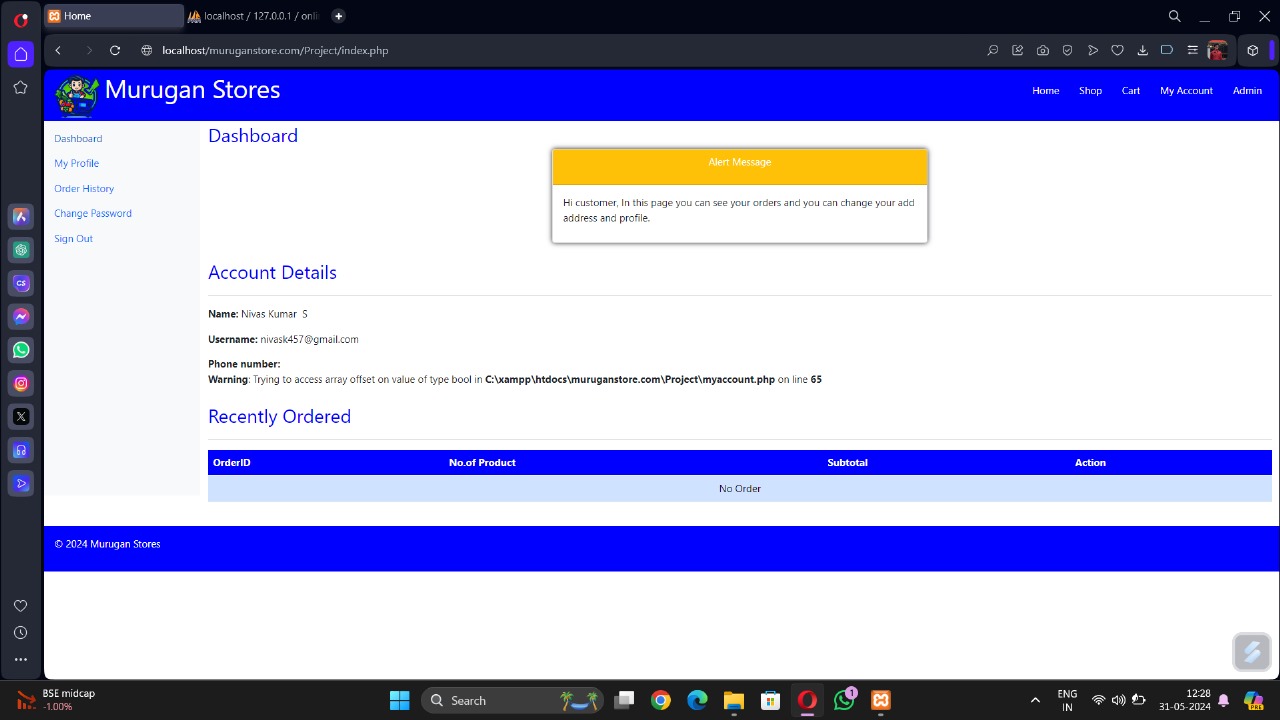 Home
localhost / 127.0.0.1 / onli
localhost/muruganstore.com/Project/index.php
Murugan Stores
Home Shop Cart My Account Admin
Dashboard
My Profile
Order History
Change Password
Sign Out
Dashboard
Alert Message
Hi customer, In this page you can see your orders and you can change your add
address and profile.
Account Details
Name: Nivas Kumar S
Username: nivask457@gmail.com
Phone number:
Warning: Trying to access array offset on value of type bool in C:\xampp\htdocs\muruganstore.com\Project\myaccount.php on line 65
Recently Ordered
OrderID No.of Product Subtotal Action
No Order
© 2024 Murugan Stores
CS
BSE midcap
-1.00%
Search
1
ENG
IN
12:28
31-05-2024
PRE